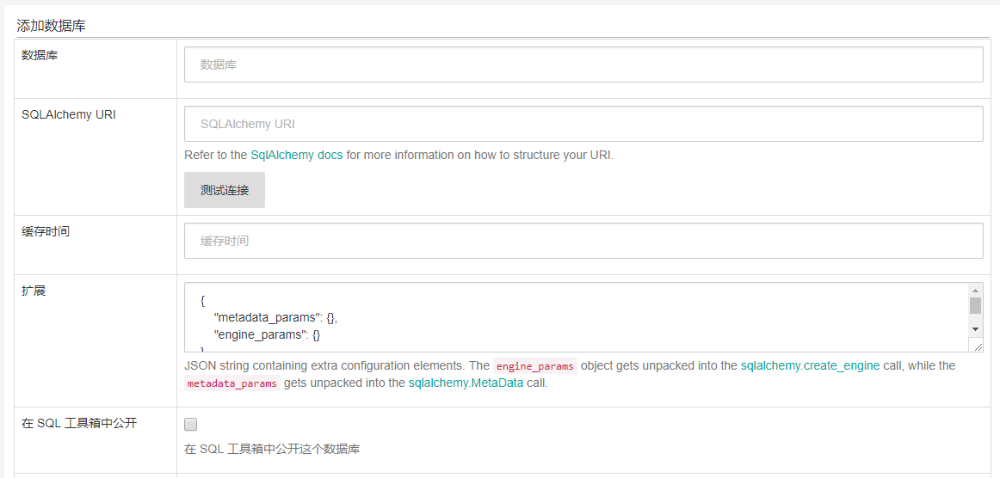 添加数据库
数据库
数据库
SQLAlchemy URI
SQLAlchemy URI
Refer to the SqlAlchemy docs for more information on how to structure your URI.
测试连接
缓存时间
缓存时间
扩展
{
"metadata_params": {},
"engine_params": {}
}
JSON string containing extra configuration elements. The engine_params object gets unpacked into the sqlalchemy.create_engine call, while the
metadata_params gets unpacked into the sqlalchemy.MetaData call.
在 SQL 工具箱中公开
在 SQL 工具箱中公开这个数据库